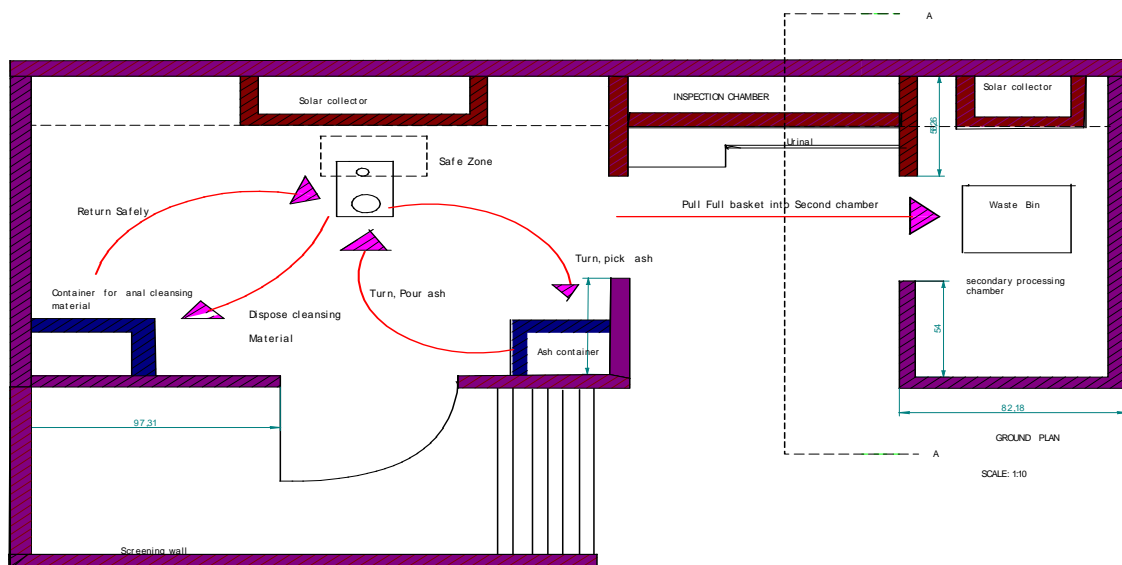 A
Solar collector
INSPECTION CHAMBER
Solar collector
56,26
Urinal
Safe Zone
Return Safely
Pull Full basket into Second chamber
Waste Bin
Turn, pick ash
Container for anal cleansing
material
Turn, Pour ash
secondary processing
chamber
Dispose cleansing
Material
54
Ash container
97,31
82,18
GROUND PLAN
A
SCALE: 1:10
Screening wall